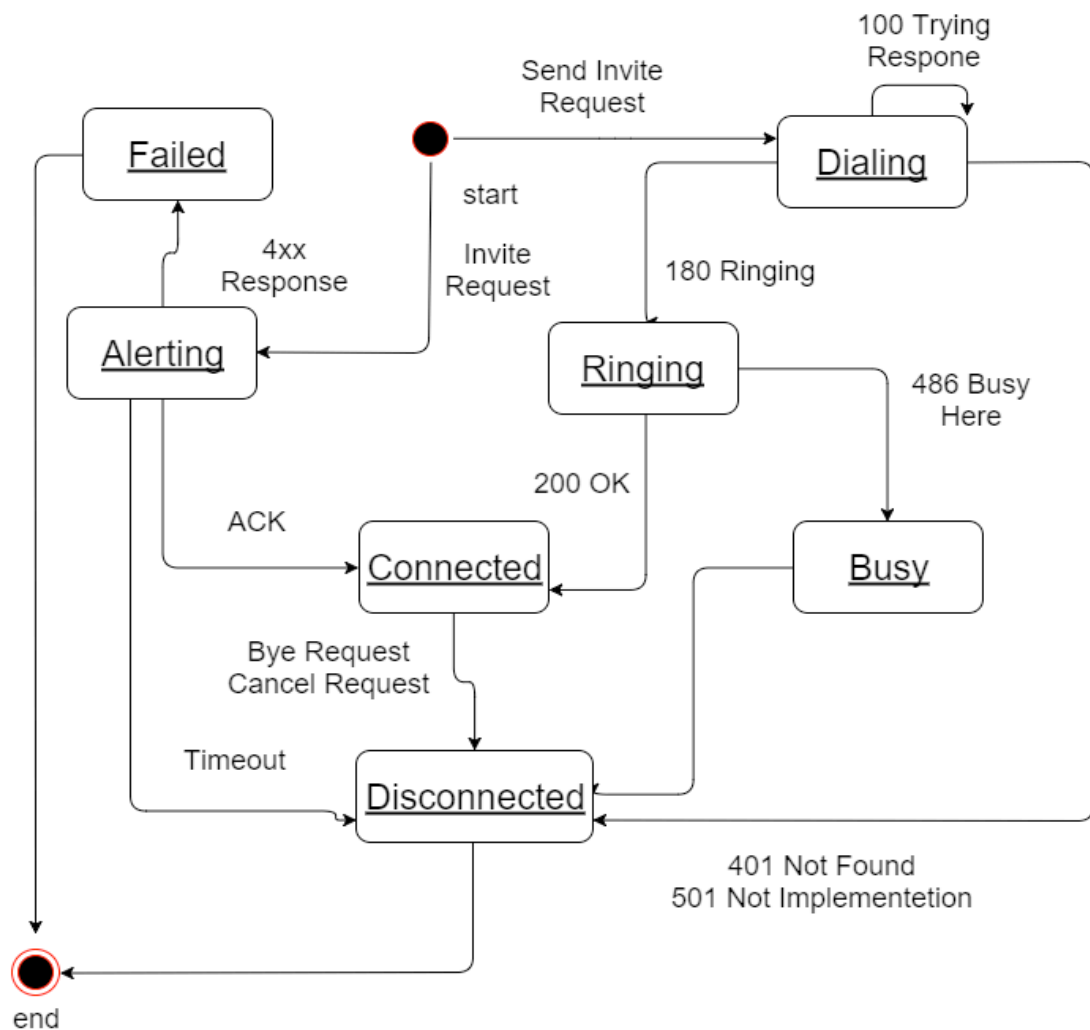 100 Trying
Respone
Send Invite
Request
Failed
Dialing
start
4xx
Response
Invite
Request
180 Ringing
Alerting
Ringing
486 Busy
Here
200 OK
ACK
Connected
Busy
Bye Request
Cancel Request
Timeout
Disconnected
401 Not Found
501 Not Implementetion
end